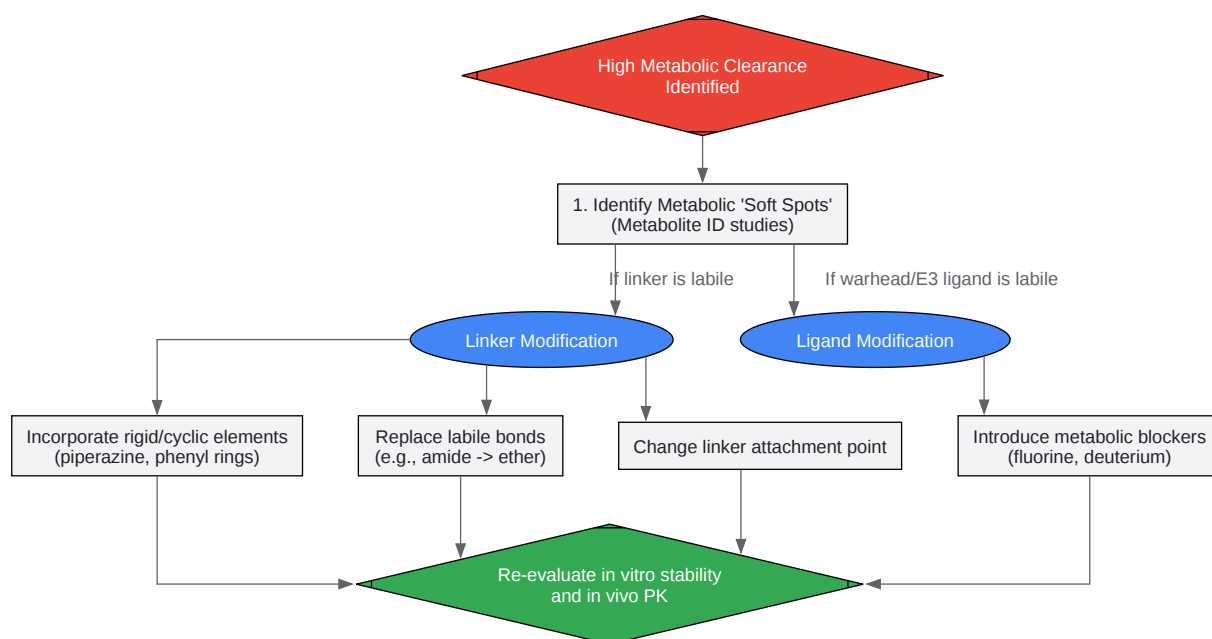 High Metabolic Clearance
Identified
1. Identify Metabolic 'Soft Spots'
(Metabolite ID studies)
If linker is labile
If warhead/E3 ligand is labile
Linker Modification
Ligand Modification
Incorporate rigid/cyclic elements
(piperazine, phenyl rings)
Replace labile bonds
(e.g., amide -> ether)
Change linker attachment point
Introduce metabolic blockers
(fluorine, deuterium)
Re-evaluate in vitro stability
and in vivo PK